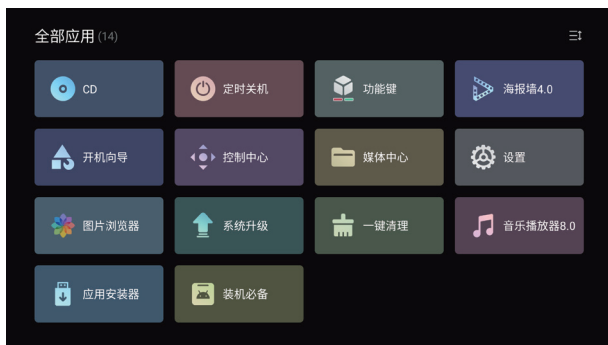 全部应用 (14)
CD
定时关机
功能键
海报墙4.0
开机向导
控制中心
媒体中心
设置
图片浏览器
系统升级
一键清理
音乐播放器8.0
应用安装器
装机必备